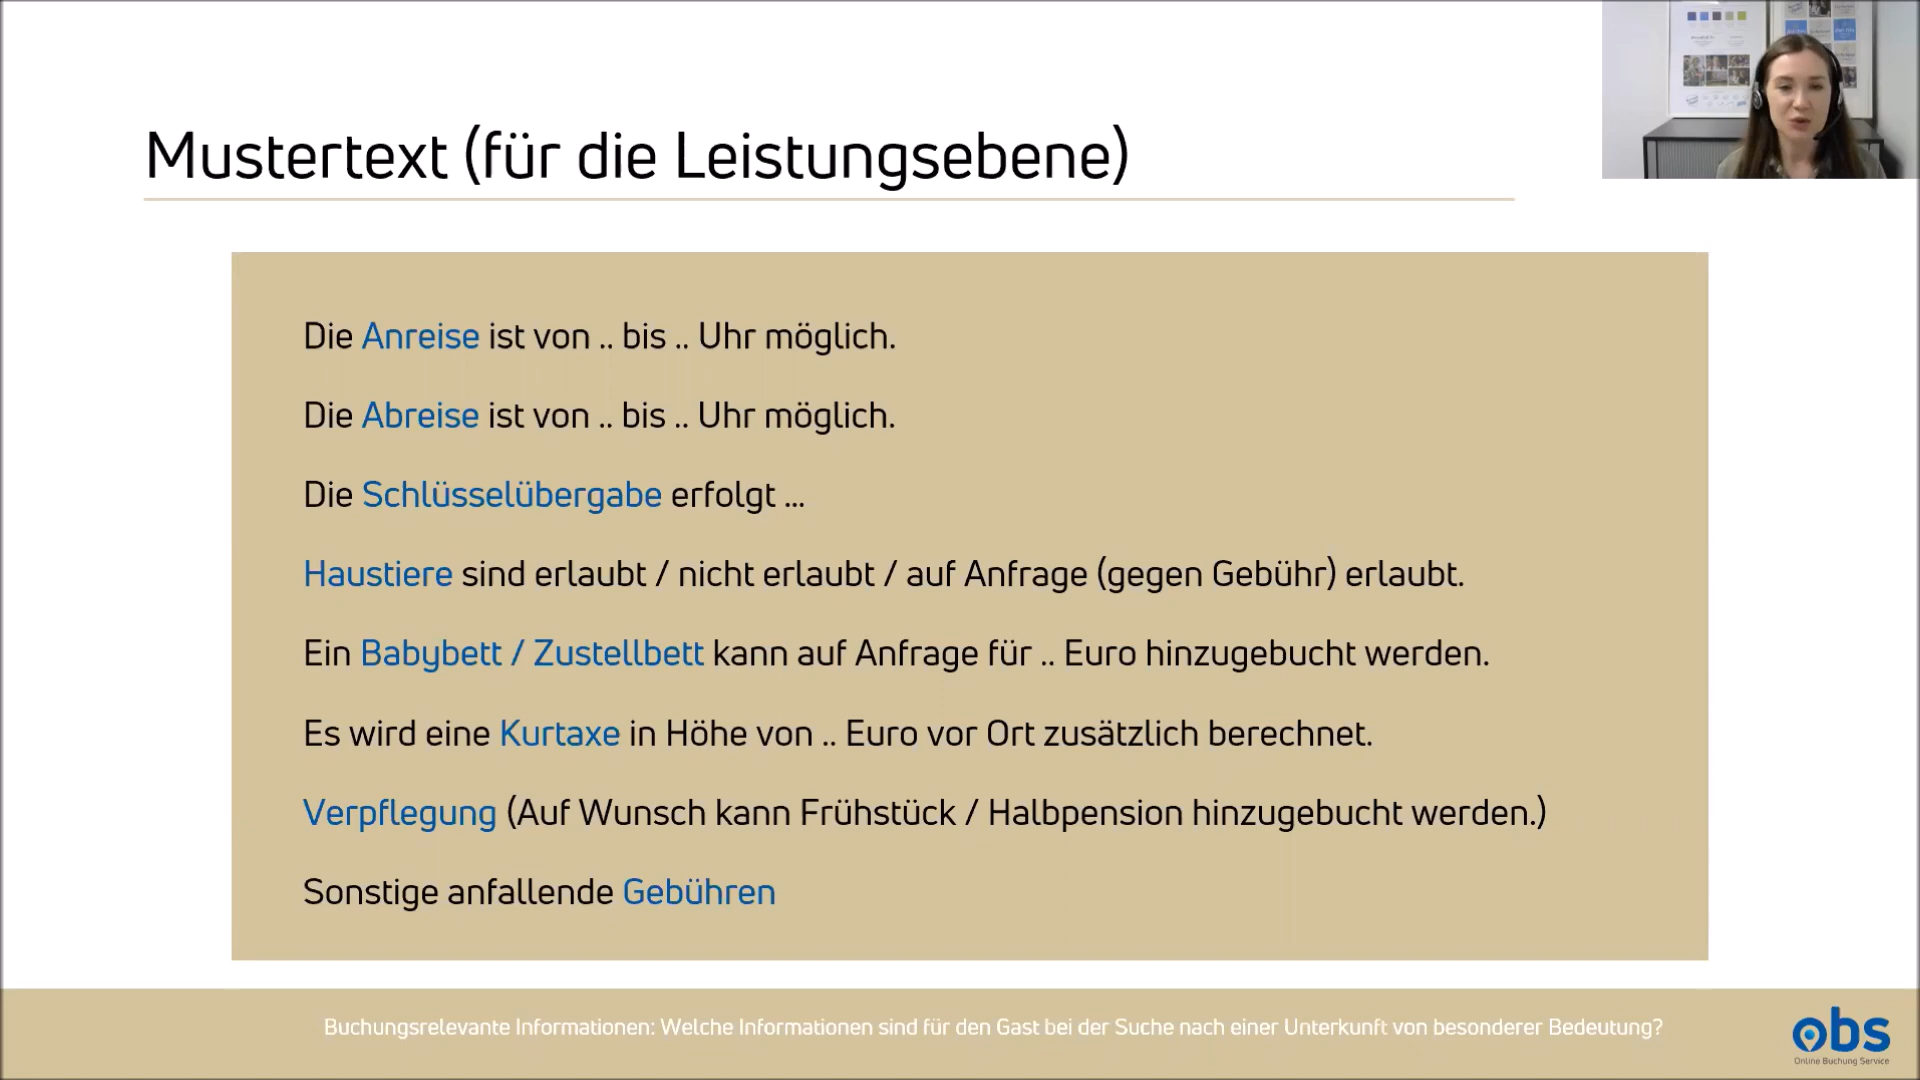 Mustertext (für die Leistungsebene)
Die Anreise ist von .. bis .. Uhr möglich.
Die Abreise ist von .. bis .. Uhr möglich.
Die Schlüsselübergabe erfolgt ...
Haustiere sind erlaubt / nicht erlaubt / auf Anfrage (gegen Gebühr) erlaubt.
Ein Babybett / Zustellbett kann auf Anfrage für .. Euro hinzugebucht werden.
Es wird eine Kurtaxe in Höhe von .. Euro vor Ort zusätzlich berechnet.
Verpflegung (Auf Wunsch kann Frühstück / Halbpension hinzugebucht werden.)
Sonstige anfallende Gebühren
Buchungsrelevante Informationen: Welche Informationen sind für den Gast bei der Suche nach einer Unterkunft von besonderer Bedeutung?
obs
Online Buchung Service